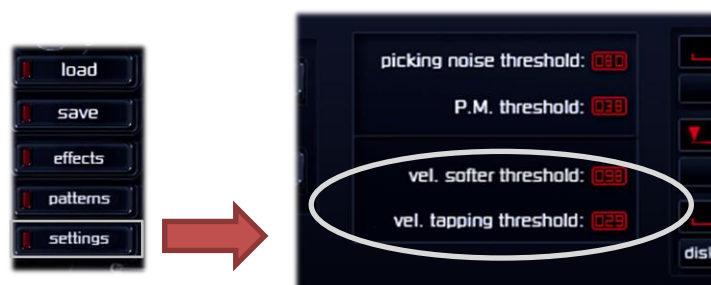 load
save
effects
patterns
settings
picking noise threshold: 080
P.M. threshold: 038
vel. softer threshold: 098
vel. tapping threshold: 029
disk